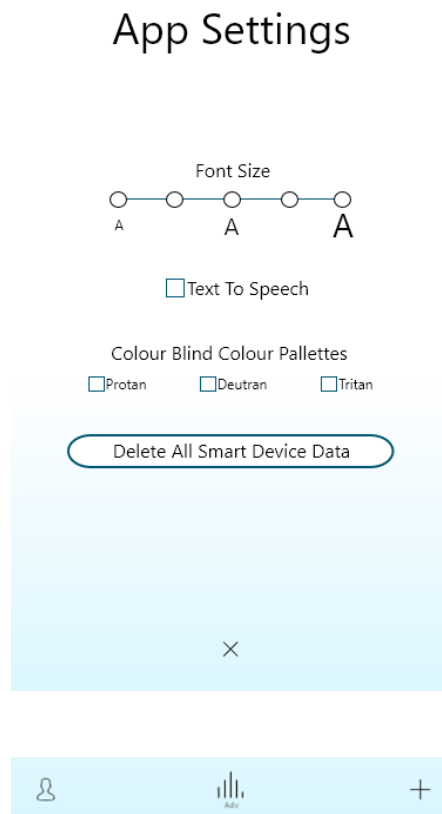 App Settings
Font Size
A A A
Text To Speech
Colour Blind Colour Pallettes
Protan Deutran Tritan
Delete All Smart Device Data
Adv